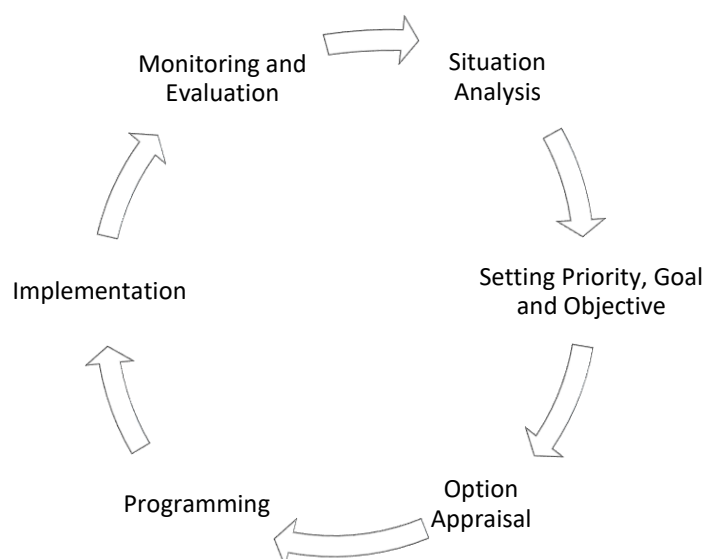 Monitoring and
Evaluation
Situation
Analysis
Setting Priority, Goal
and Objective
Option
Appraisal
Programming
Implementation